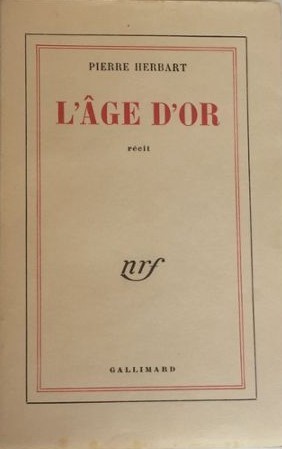 PIERRE HERBART
L'ÂGE D'OR
récit
nrf
GALLIMARD